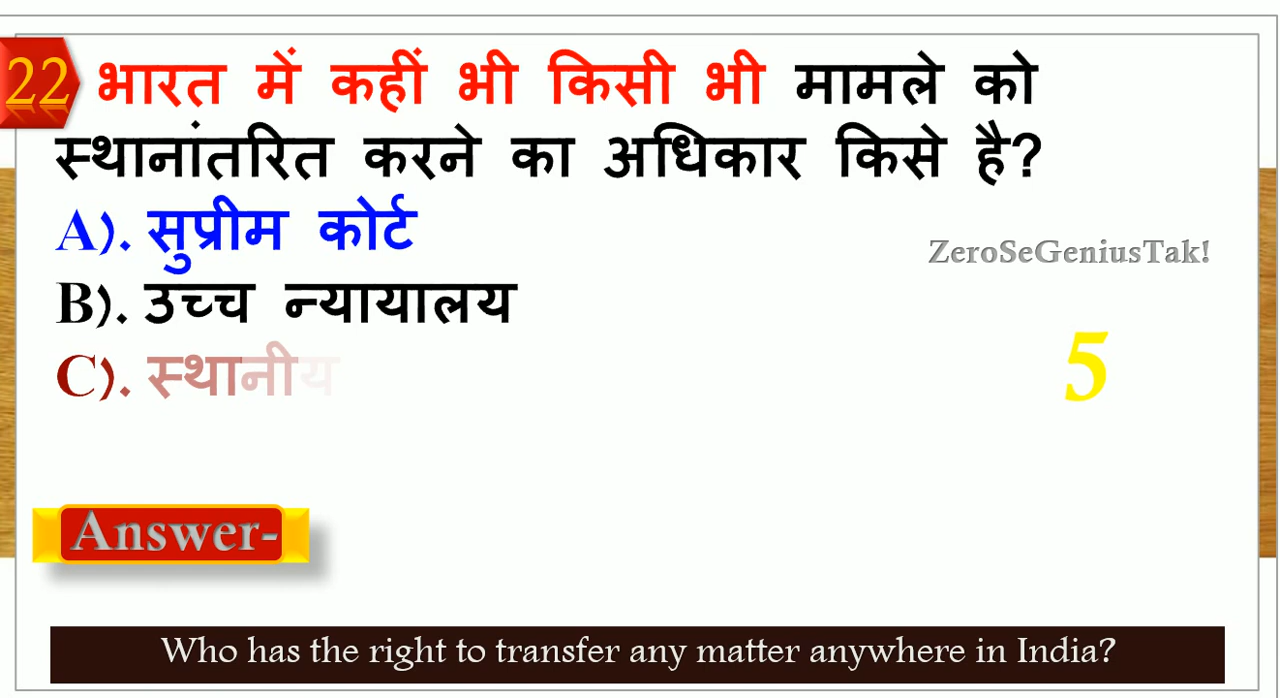 22 भारत में कहीं भी किसी भी मामले को
स्थानांतरित करने का अधिकार किसे है?
A). सुप्रीम कोर्ट
ZeroSeGeniusTak!
B). उच्च न्यायालय
C). स्थानीय
5
Answer-
Who has the right to transfer any matter anywhere in India?